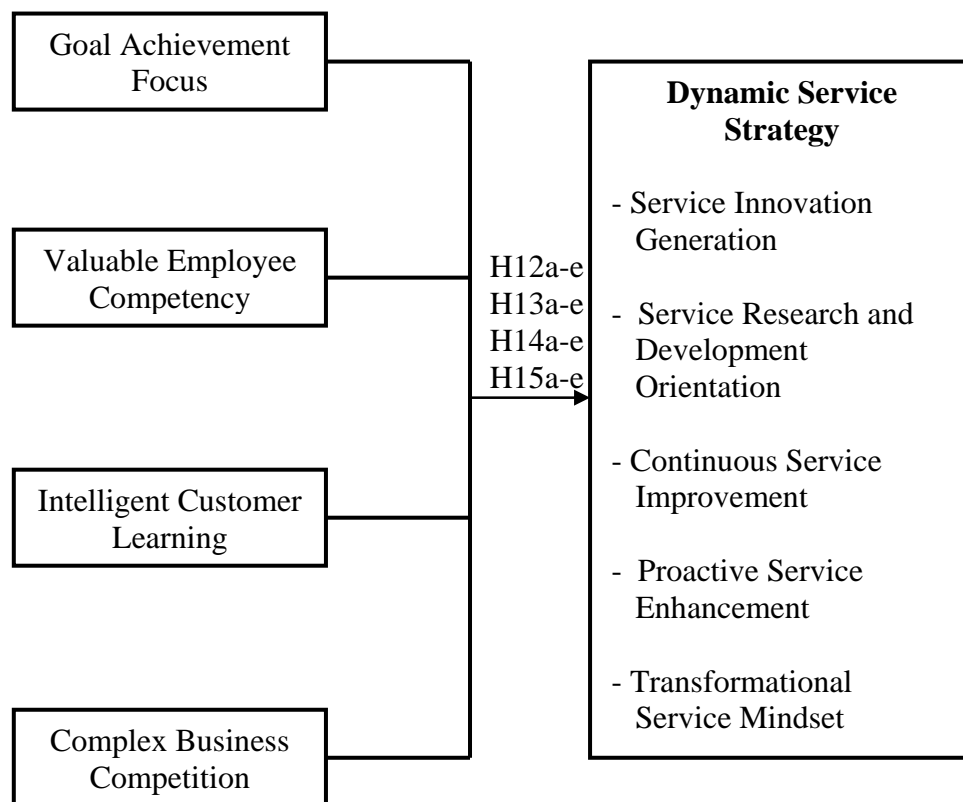 Goal Achievement
Focus
Valuable Employee
Competency
Intelligent Customer
Learning
Complex Business
Competition
H12a-e
H13a-e
H14a-e
H15a-e
Dynamic Service
Strategy
- Service Innovation
Generation
- Service Research and
Development
Orientation
- Continuous Service
Improvement
- Proactive Service
Enhancement
- Transformational
Service Mindset